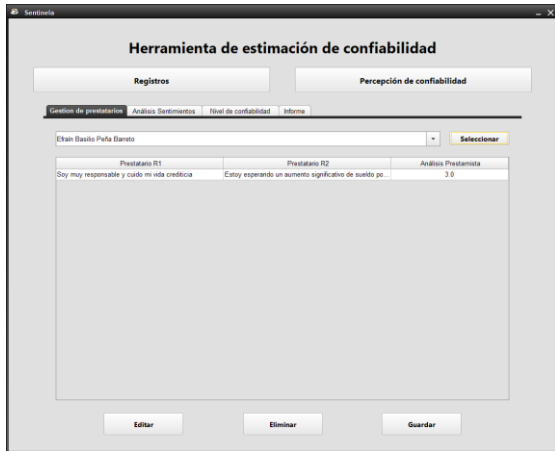 Sentinela
Herramienta de estimación de confiabilidad
Registros Percepción de confiabilidad
Gestion de prestatarios Análisis Sentimientos Nivel de confiabilidad Informe
Efraín Basilio Peña Barreto Seleccionar
Prestatario R1 Prestatario R2 Análisis Prestamista
Soy muy responsable y cuido mi vida crediticia Estoy esperando un aumento significativo de sueldo po... 3.0
Editar Eliminar Guardar